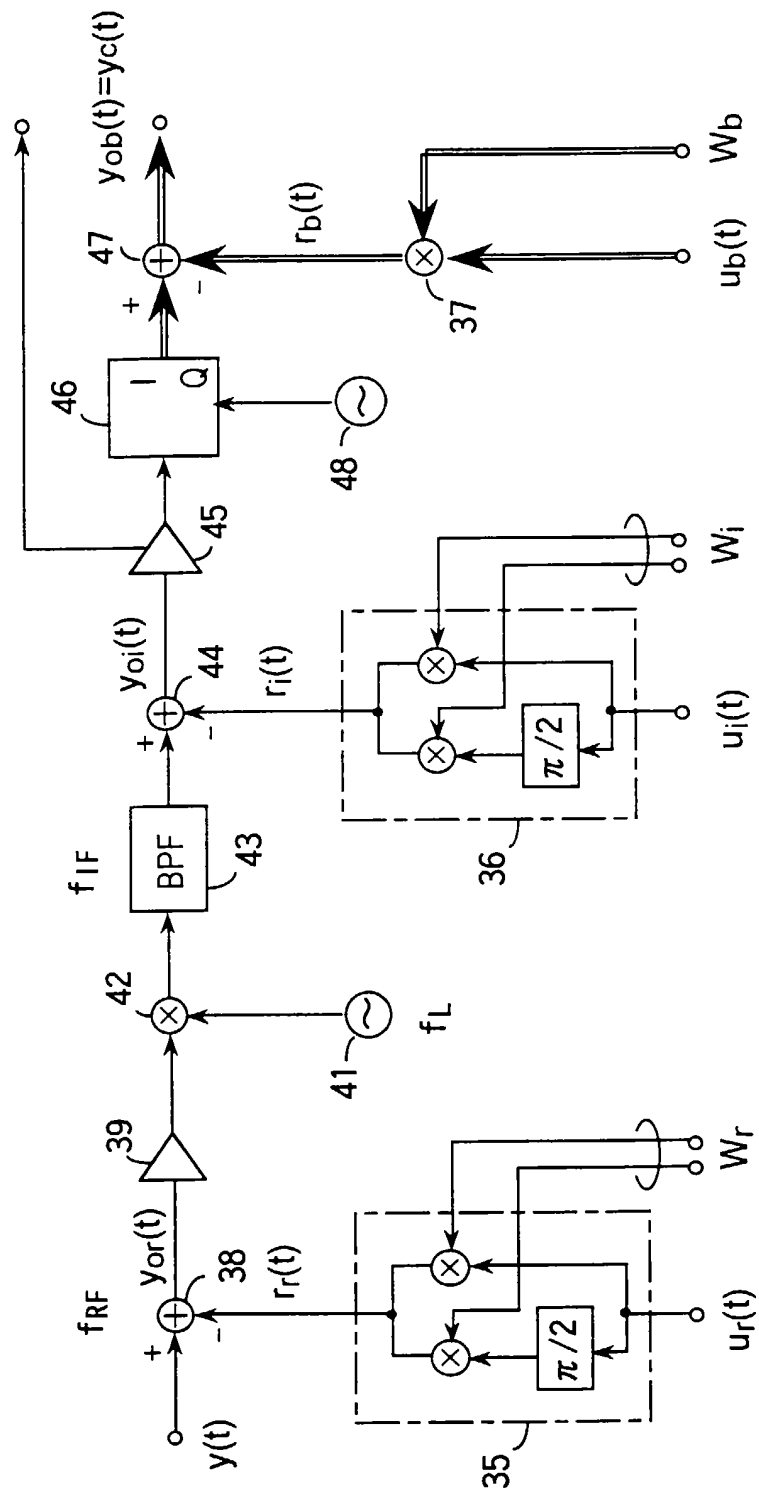 yob(t)=yc(t)
47
+
-
rb(t)
37
Wb
ub(t)
46
I
Q
48
45
yoi(t)
44
+
-
ri(t)
Wi
π/2
36
ui(t)
fIF
BPF
43
42
41
fL
39
fRF
yor(t)
38
+
-
rr(t)
Wr
π/2
35
ur(t)
y(t)